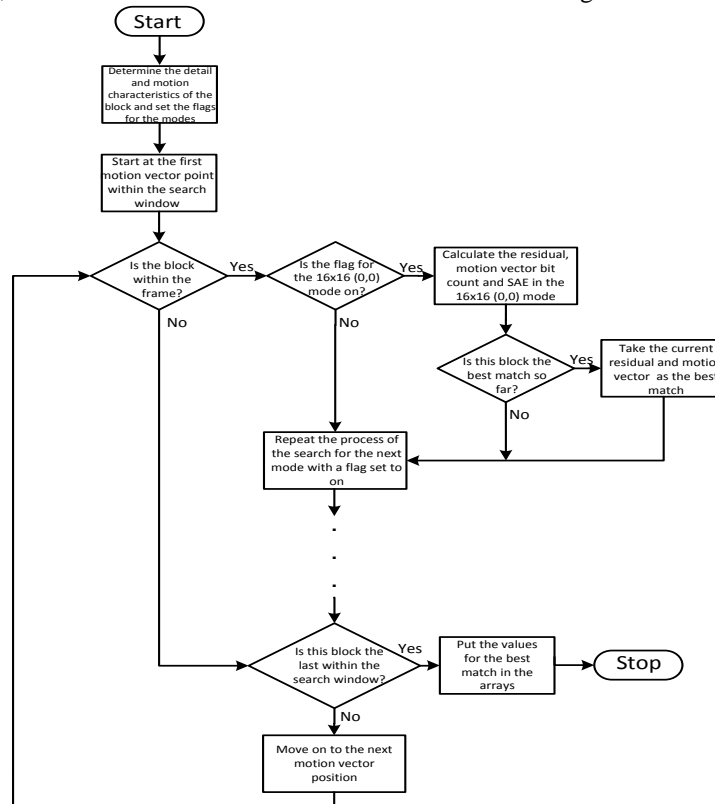 Start
Determine the detail
and motion
characteristics of the
block and set the flags
for the modes
Start at the first
motion vector point
within the search
window
Is the block
within the
frame?
Yes
No
Is the flag for
the 16x16 (0,0)
mode on?
Yes
No
Calculate the residual,
motion vector bit
count and SAE in the
16x16 (0,0) mode
Is this block the
best match so
far?
Yes
No
Take the current
residual and motion
vector as the best
match
Repeat the process of
the search for the next
mode with a flag set to
on
Is this block the
last within the
search window?
Yes
No
Put the values
for the best
match in the
arrays
Stop
Move on to the next
motion vector
position